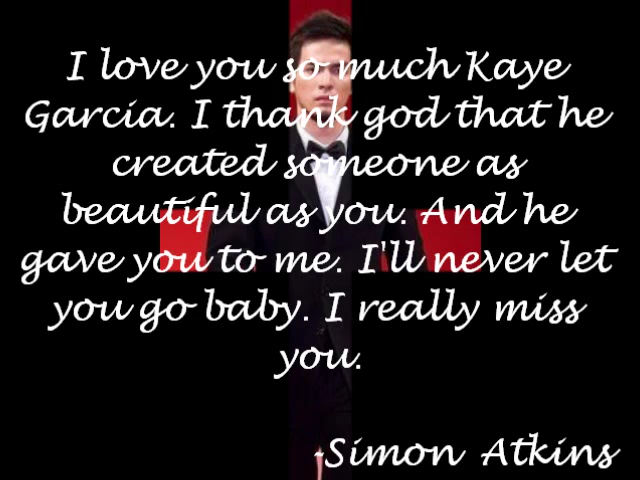 I love you so much Kaye
Garcia. I thank god that he
created someone as
beautiful as you. And he
gave you to me. I'll never let
you go baby. I really miss
you.
-Simon Atkins